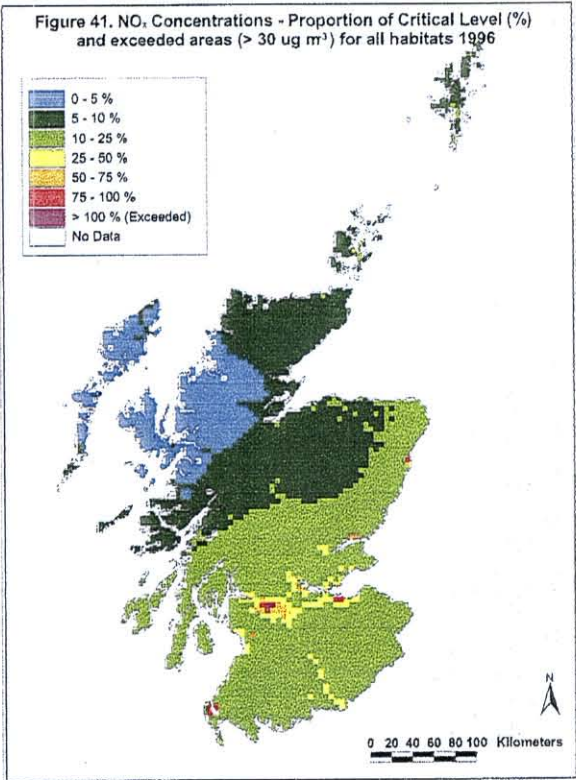 Figure 41. NOx Concentrations - Proportion of Critical Level (%)
and exceeded areas (> 30 ug m³) for all habitats 1996
0 - 5 %
5 - 10 %
10 - 25 %
25 - 50 %
50 - 75 %
75 - 100 %
> 100 % (Exceeded)
No Data
N
0 20 40 60 80 100 Kilometers